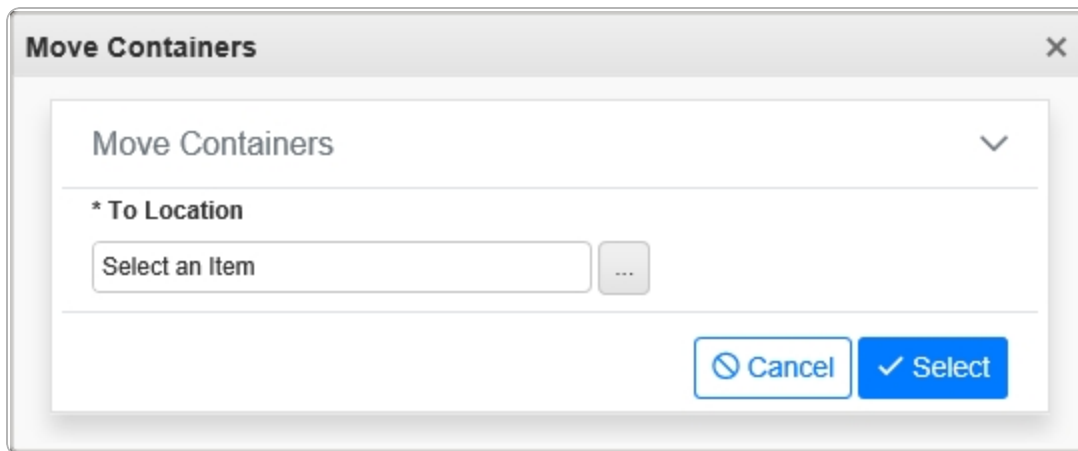 Move Containers
Move Containers
* To Location
Select an Item
...
Cancel
Select